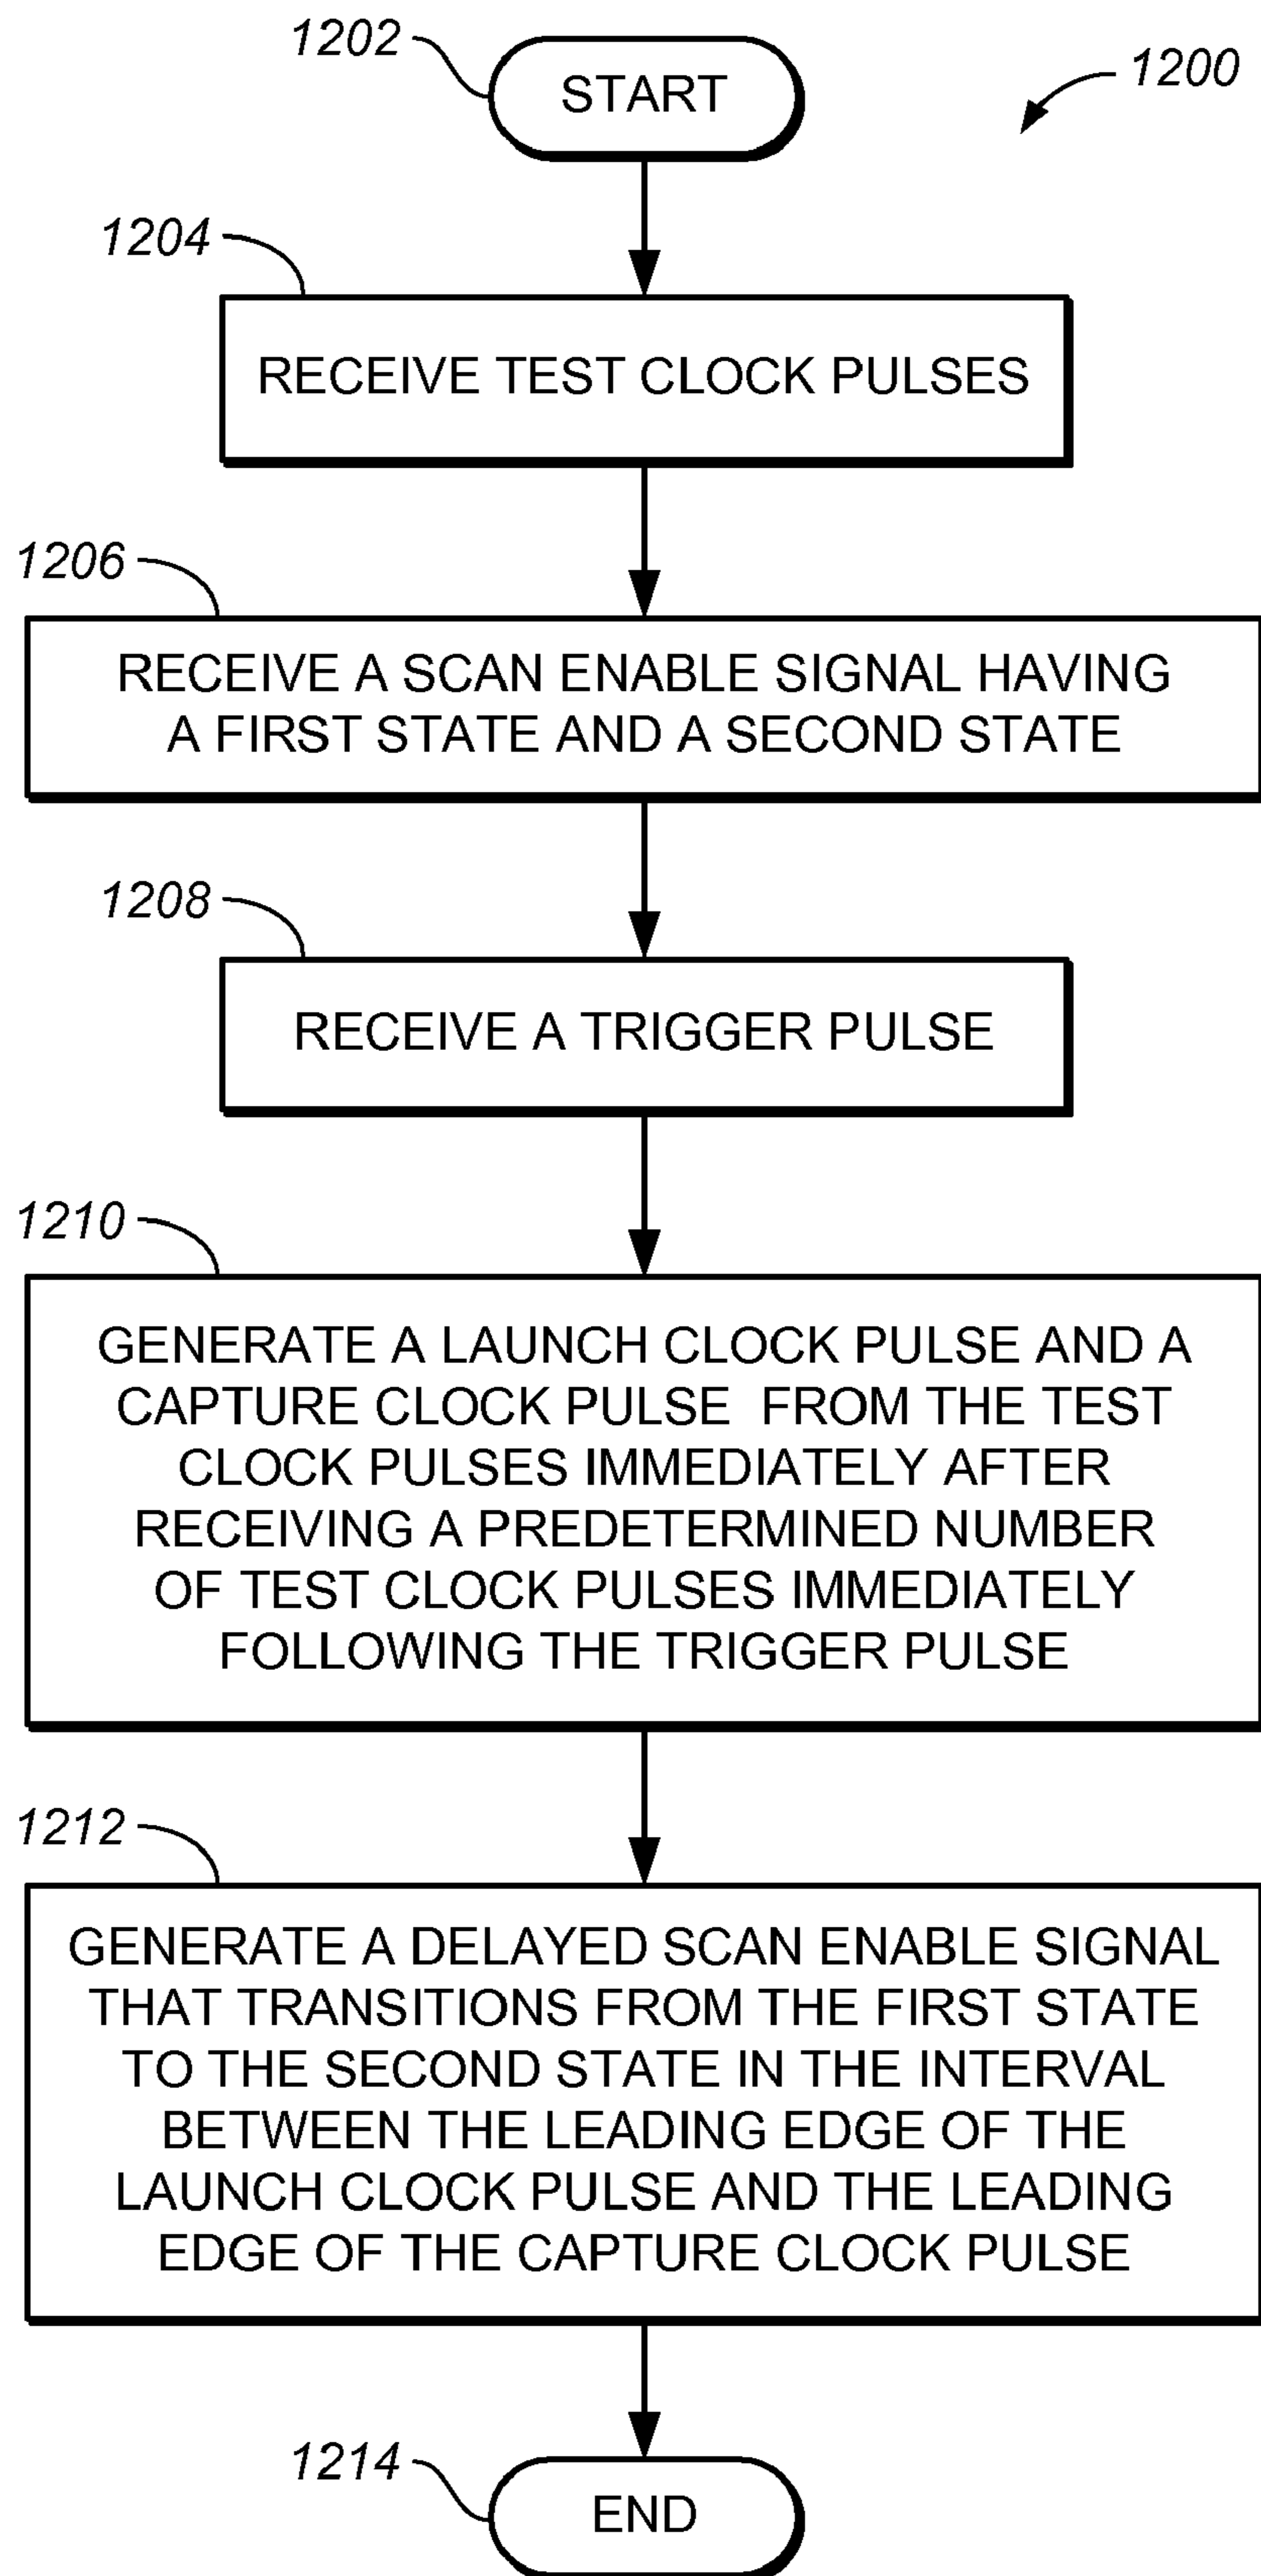 1202
START
1200
1204
RECEIVE TEST CLOCK PULSES
1206
RECEIVE A SCAN ENABLE SIGNAL HAVING
A FIRST STATE AND A SECOND STATE
1208
RECEIVE A TRIGGER PULSE
1210
GENERATE A LAUNCH CLOCK PULSE AND A
CAPTURE CLOCK PULSE FROM THE TEST
CLOCK PULSES IMMEDIATELY AFTER
RECEIVING A PREDETERMINED NUMBER
OF TEST CLOCK PULSES IMMEDIATELY
FOLLOWING THE TRIGGER PULSE
1212
GENERATE A DELAYED SCAN ENABLE SIGNAL
THAT TRANSITIONS FROM THE FIRST STATE
TO THE SECOND STATE IN THE INTERVAL
BETWEEN THE LEADING EDGE OF THE
LAUNCH CLOCK PULSE AND THE LEADING
EDGE OF THE CAPTURE CLOCK PULSE
1214
END